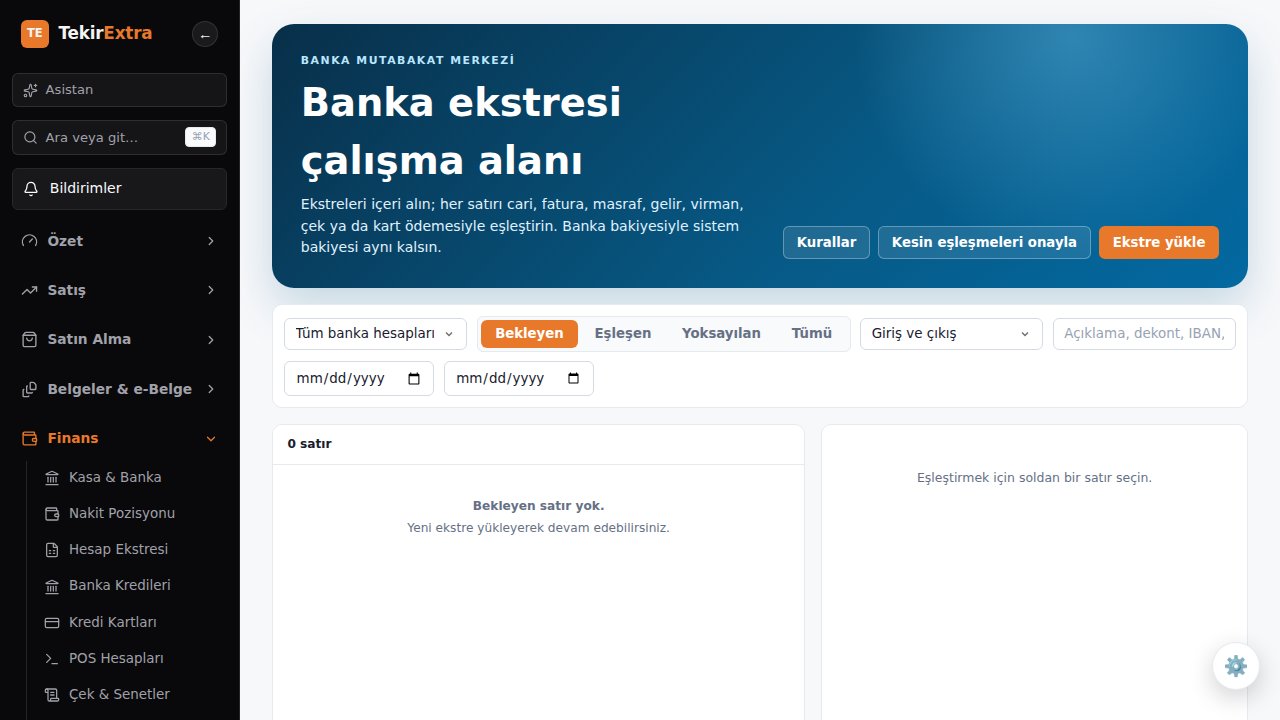 TE TekirExtra ←
Asistan
Ara veya git... ⌘K
Bildirimler
Özet
Satış
Satın Alma
Belgeler & e-Belge
Finans
Kasa & Banka
Nakit Pozisyonu
Hesap Ekstresi
Banka Kredileri
Kredi Kartları
POS Hesapları
Çek & Senetler
BANKA MUTABAKAT MERKEZİ
Banka ekstresi
çalışma alanı
Ekstreleri içeri alın; her satırı cari, fatura, masraf, gelir, virman,
çek ya da kart ödemesiyle eşleştirin. Banka bakiyesiyle sistem
bakiyesi aynı kalsın.
Kurallar Kesin eşleşmeleri onayla Ekstre yükle
Tüm banka hesapları Bekleyen Eşleşen Yoksayılan Tümü Giriş ve çıkış Açıklama, dekont, IBAN,
mm/dd/yyyy mm/dd/yyyy
0 satır
Bekleyen satır yok.
Yeni ekstre yükleyerek devam edebilirsiniz.
Eşleştirmek için soldan bir satır seçin.